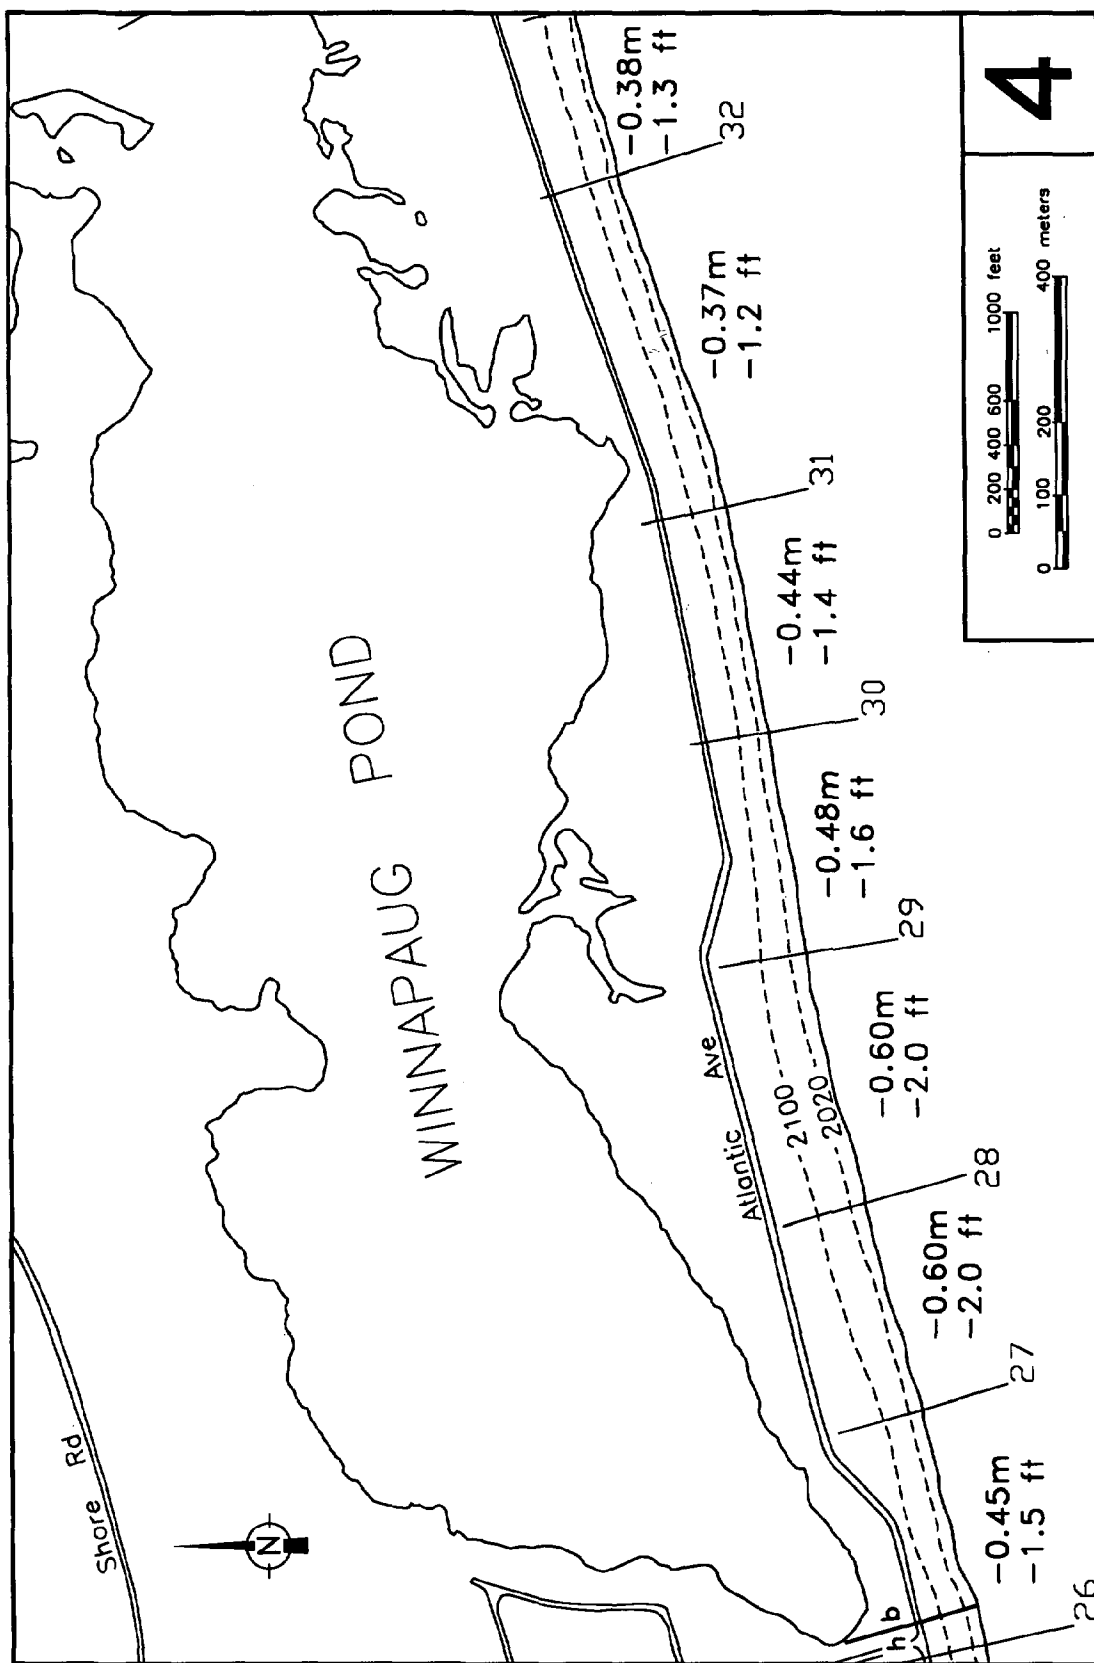 Shore Rd
N
WINNAPAUG POND
Atlantic Ave
2100
2020
h b
26
-0.45m
-1.5 ft
27
-0.60m
-2.0 ft
28
-0.60m
-2.0 ft
29
-0.48m
-1.6 ft
30
-0.44m
-1.4 ft
31
-0.37m
-1.2 ft
32
-0.38m
-1.3 ft
0 200 400 600 1000 feet
0 100 200 400 meters
4